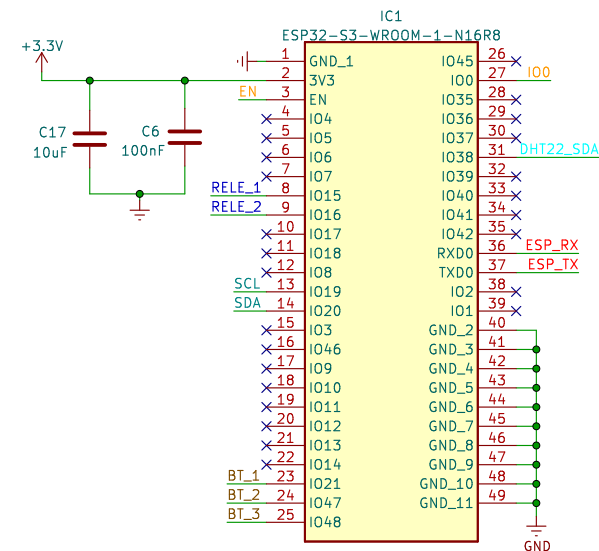 IC1
ESP32-S3-WROOM-1-N16R8
+3.3V
C17
10uF
C6
100nF
1 GND_1
2 3V3
EN 3 EN
4 IO4
5 IO5
6 IO6
7 IO7
RELE_1 8 IO15
RELE_2 9 IO16
10 IO17
11 IO18
12 IO8
SCL 13 IO19
SDA 14 IO20
15 IO3
16 IO46
17 IO9
18 IO10
19 IO11
20 IO12
21 IO13
22 IO14
BT_1 23 IO21
BT_2 24 IO47
BT_3 25 IO48
IO45 26
IO0 27 IO0
IO35 28
IO36 29
IO37 30
IO38 31 DHT22_SDA
IO39 32
IO40 33
IO41 34
IO42 35
RXD0 36 ESP_RX
TXD0 37 ESP_TX
IO2 38
IO1 39
GND_2 40
GND_3 41
GND_4 42
GND_5 43
GND_6 44
GND_7 45
GND_8 46
GND_9 47
GND_10 48
GND_11 49
GND